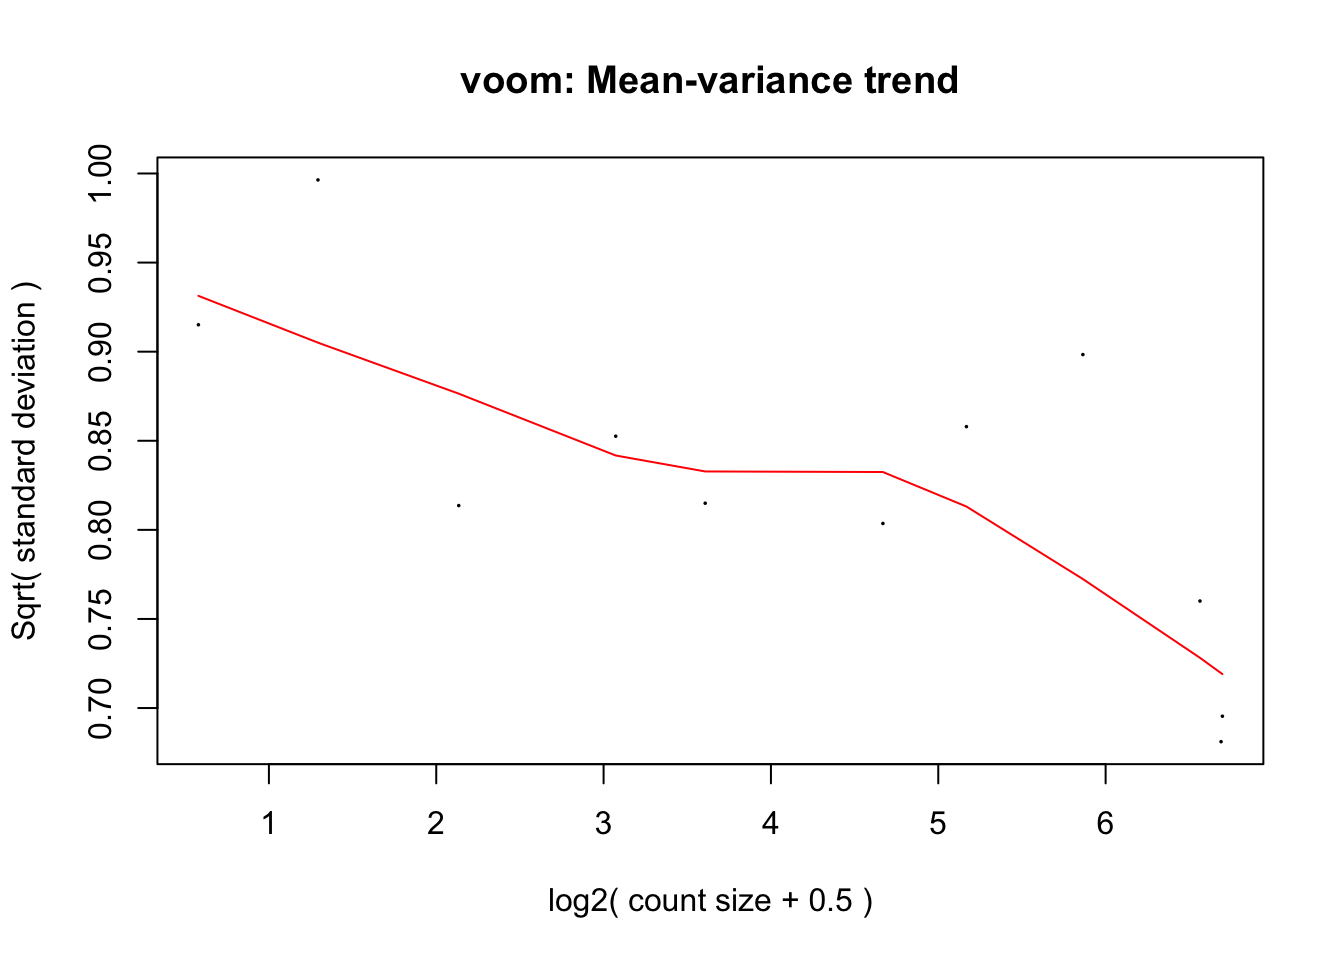 voom: Mean-variance trend
Sqrt( standard deviation )
1.00
0.95
0.90
0.85
0.80
0.75
0.70
1 2 3 4 5 6
log2( count size + 0.5 )